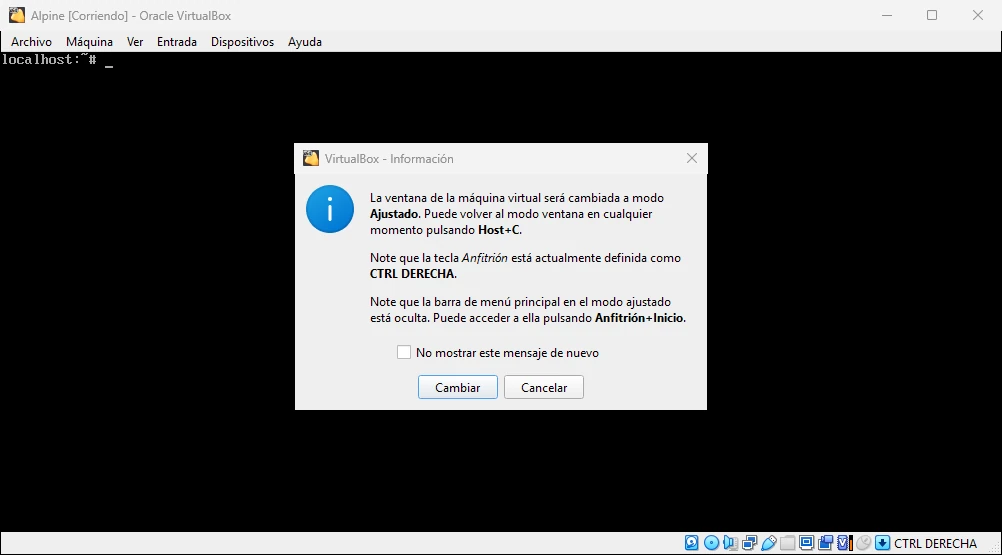 Alpine [Corriendo] - Oracle VirtualBox
Archivo Máquina Ver Entrada Dispositivos Ayuda
localhost:~# _
VirtualBox - Información
La ventana de la máquina virtual será cambiada a modo
Ajustado. Puede volver al modo ventana en cualquier
momento pulsando Host+C.
Note que la tecla Anfitrión está actualmente definida como
CTRL DERECHA.
Note que la barra de menú principal en el modo ajustado
está oculta. Puede acceder a ella pulsando Anfitrión+Inicio.
No mostrar este mensaje de nuevo
Cambiar Cancelar
CTRL DERECHA